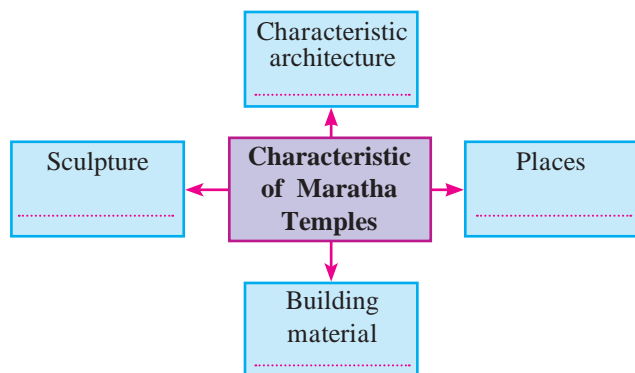 Characteristic
architecture
Sculpture
Characteristic
of Maratha
Temples
Places
Building
material